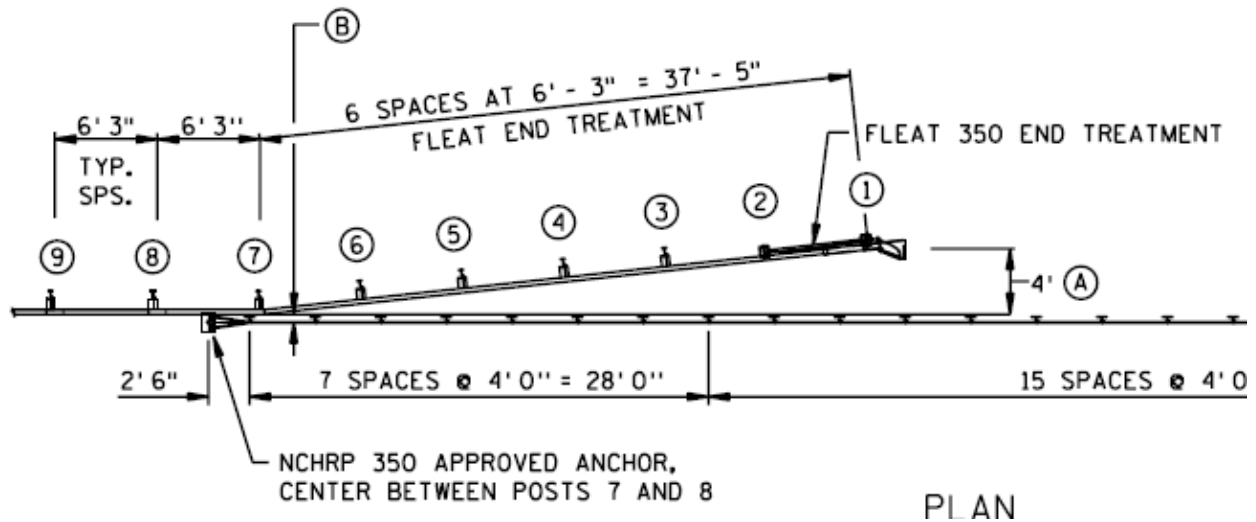 B
6 SPACES AT 6' - 3" = 37' - 5"
FLEAT END TREATMENT
6' 3"
6' 3"
TYP.
SPS.
FLEAT 350 END TREATMENT
1
2
3
4
5
6
7
8
9
4' A
2' 6"
7 SPACES @ 4' 0" = 28' 0"
15 SPACES @ 4' 0
NCHRP 350 APPROVED ANCHOR,
CENTER BETWEEN POSTS 7 AND 8
PLAN